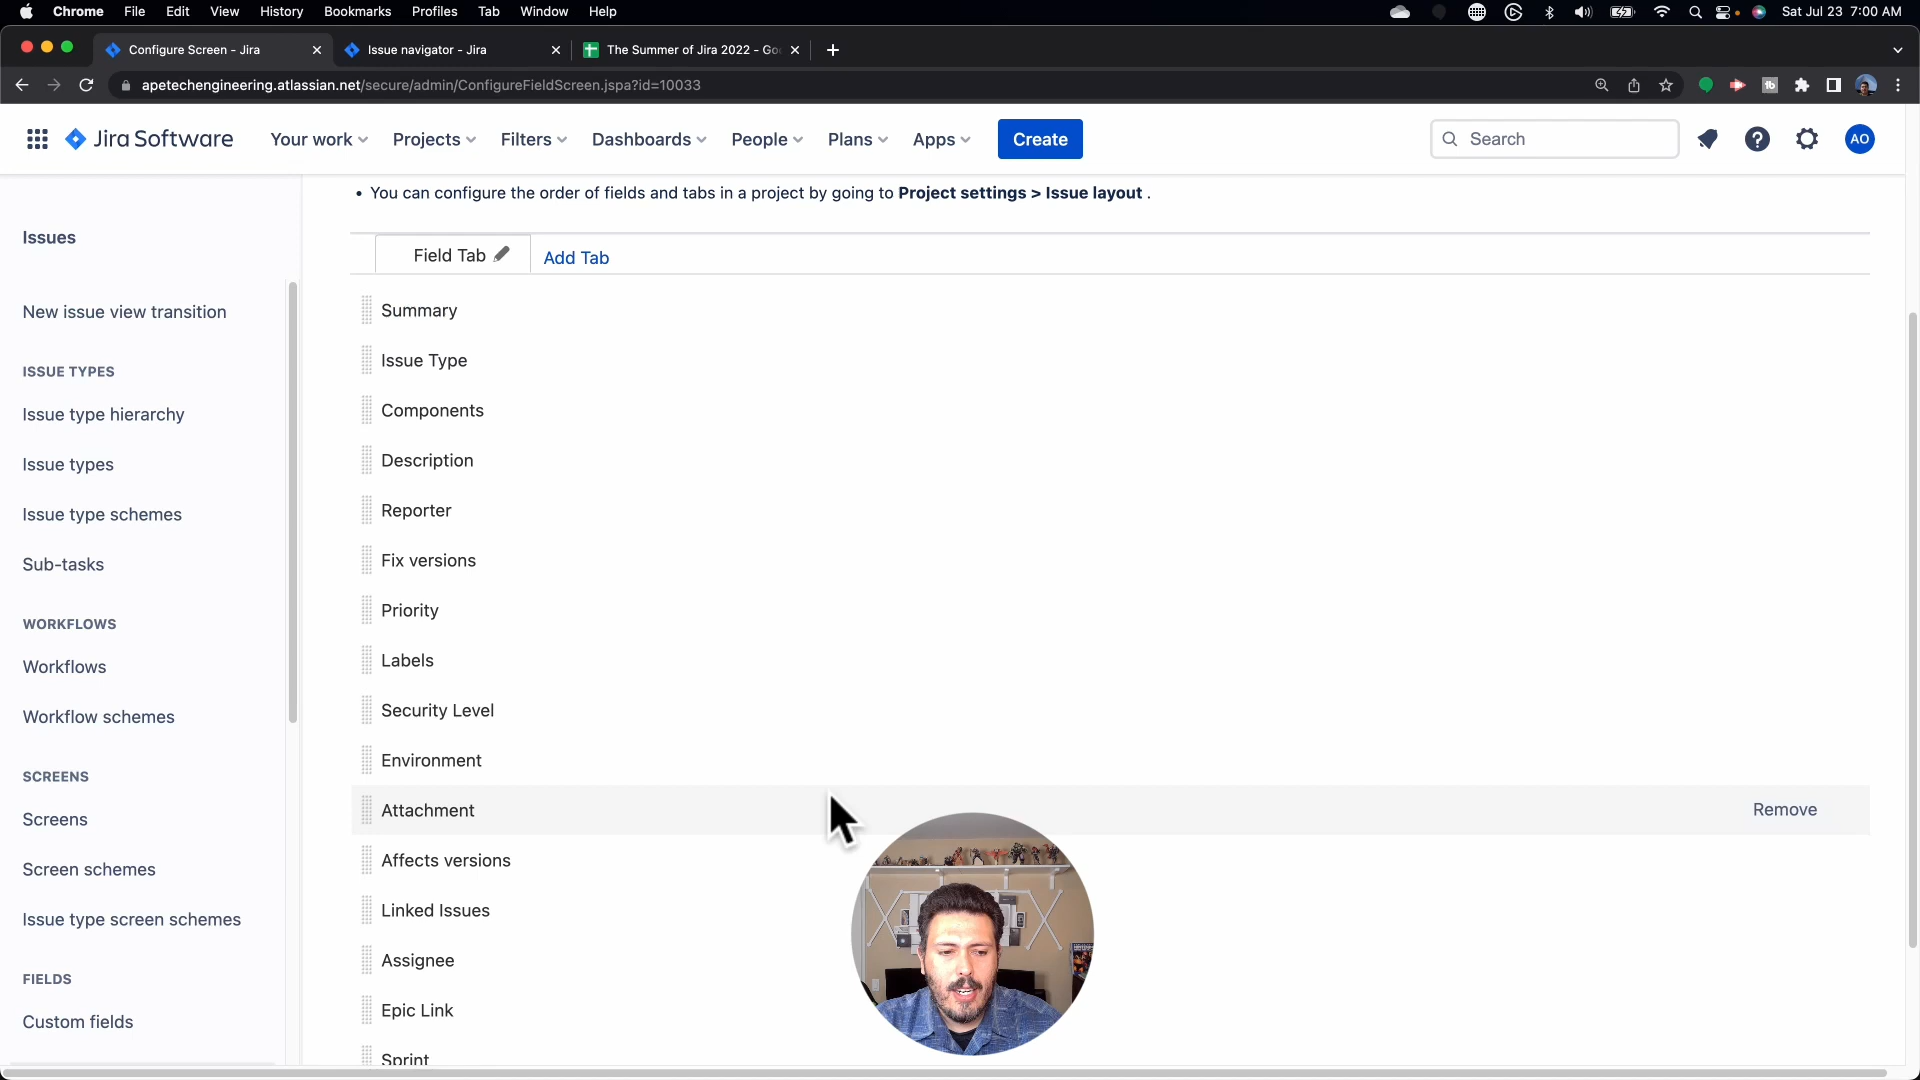 Chrome File Edit View History Bookmarks Profiles Tab Window Help Sat Jul 23 7:00 AM
Configure Screen - Jira Issue navigator - Jira The Summer of Jira 2022 - Go
apetechengineering.atlassian.net/secure/admin/ConfigureFieldScreen.jspa?id=10033
Jira Software Your work Projects Filters Dashboards People Plans Apps Create Search AO
• You can configure the order of fields and tabs in a project by going to Project settings > Issue layout .
Issues
New issue view transition
ISSUE TYPES
Issue type hierarchy
Issue types
Issue type schemes
Sub-tasks
WORKFLOWS
Workflows
Workflow schemes
SCREENS
Screens
Screen schemes
Issue type screen schemes
FIELDS
Custom fields
Field Tab Add Tab
Summary
Issue Type
Components
Description
Reporter
Fix versions
Priority
Labels
Security Level
Environment
Attachment Remove
Affects versions
Linked Issues
Assignee
Epic Link
Sprint